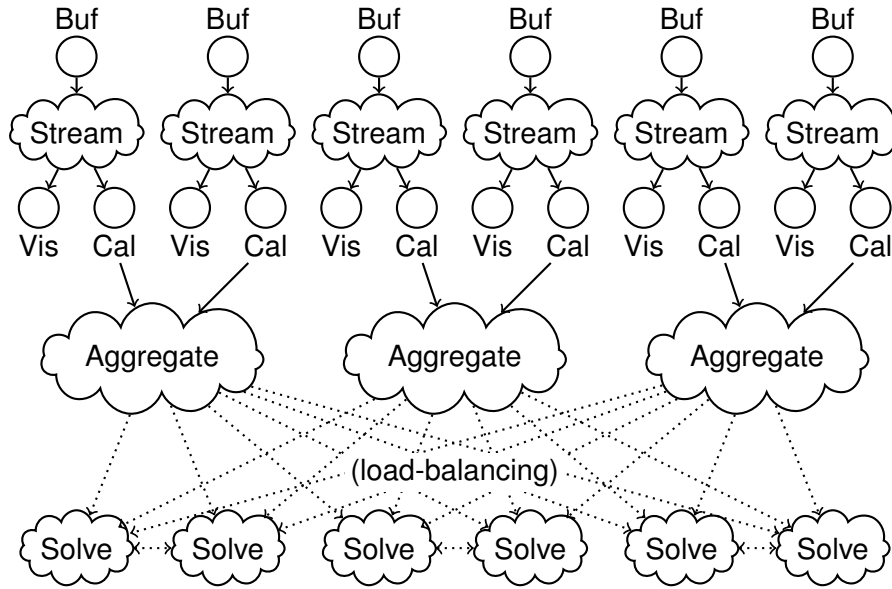 Buf Buf Buf Buf Buf Buf
Stream Stream Stream Stream Stream Stream
Vis Cal Vis Cal Vis Cal Vis Cal Vis Cal Vis Cal
Aggregate Aggregate Aggregate
(load-balancing)
Solve Solve Solve Solve Solve Solve